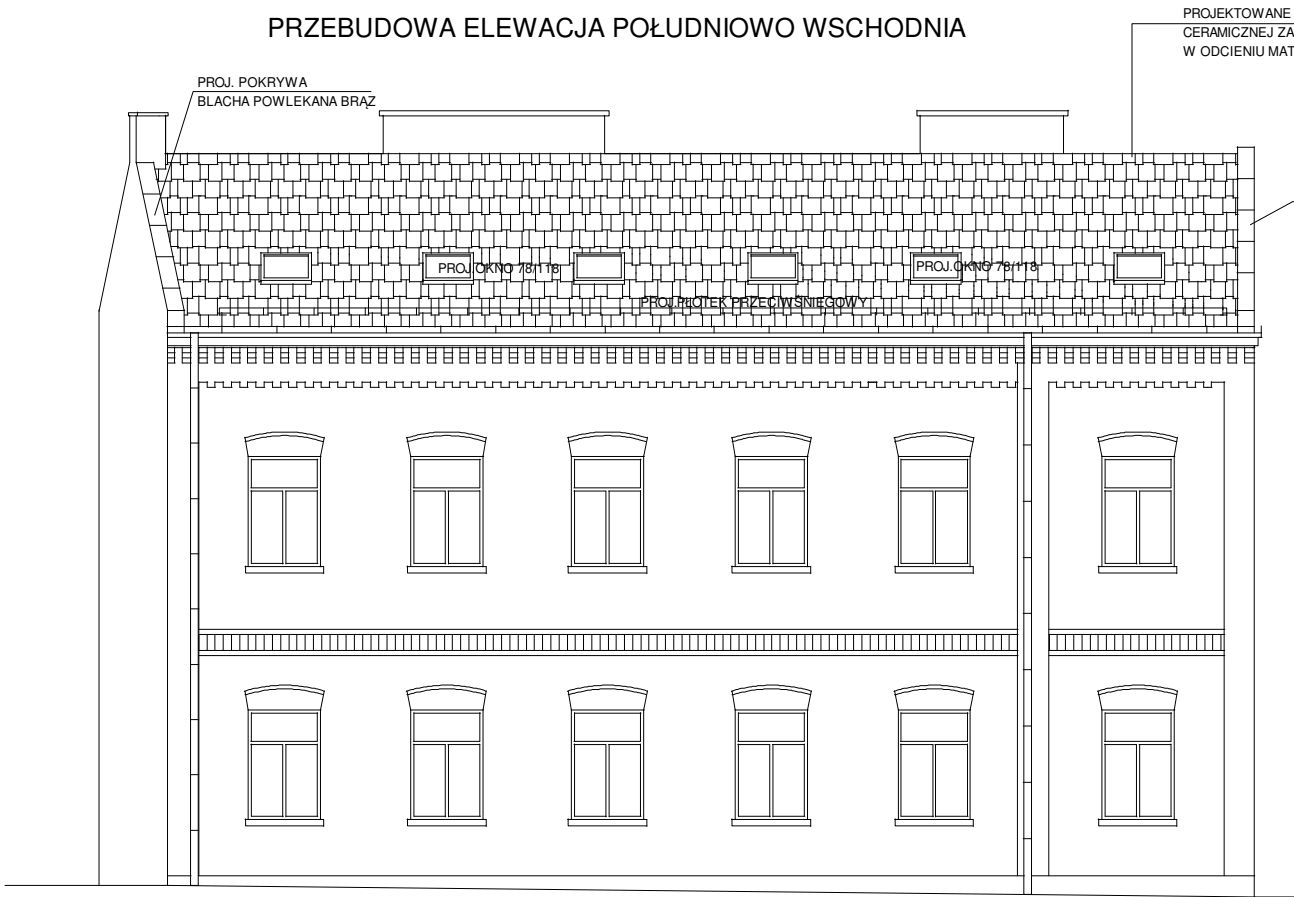 PRZEBUDOWA ELEWACJA POŁUDNIOWO WSCHODNIA
PROJEKTOWANE
CERAMICZNEJ ZA
W ODCIENIU MAT
PROJ. POKRYWA
BLACHA POWLEKANA BRĄZ
PROJ.OKNO 78/118
PROJ.OKNO 78/118
PROJ.PŁOTEK PRZECIWŚNIEGOWY